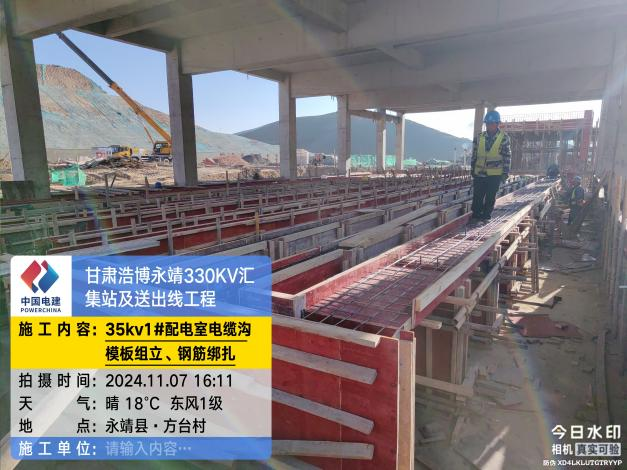 中国电建
POWERCHINA
甘肃浩博永靖330KV汇
集站及送出线工程
施工内容：35kv1#配电室电缆沟
模板组立、钢筋绑扎
拍摄时间：2024.11.07 16:11
天气：晴 18℃ 东风1级
地点：永靖县·方台村
施工单位：请输入内容…
今日水印
相机 真实可验
防伪 XD4LKLUTGTRYYP